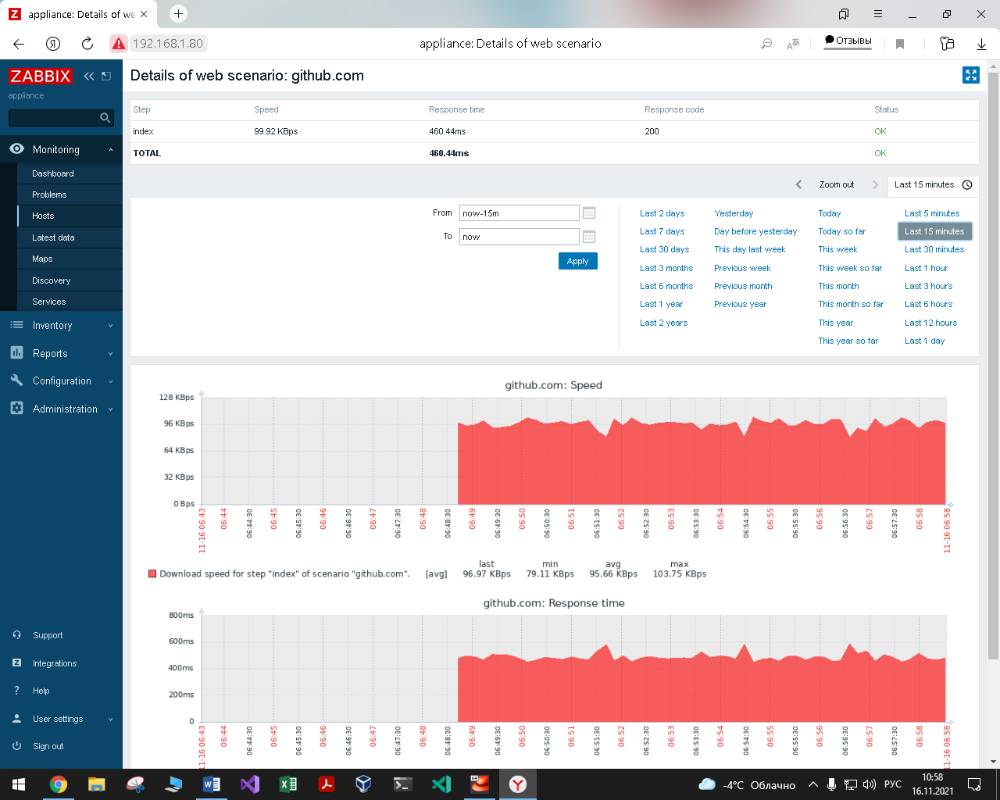 appliance: Details of we
192.168.1.80
appliance: Details of web scenario
Отзывы
ZABBIX
appliance
Monitoring
Dashboard
Problems
Hosts
Latest data
Maps
Discovery
Services
Inventory
Reports
Configuration
Administration
Support
Integrations
Help
User settings
Sign out
Details of web scenario: github.com
Step Speed Response time Response code Status
index 99.92 KBps 460.44ms 200 OK
TOTAL 460.44ms OK
Zoom out Last 15 minutes
From now-15m
To now
Apply
Last 2 days Yesterday Today Last 5 minutes
Last 7 days Day before yesterday Today so far Last 15 minutes
Last 30 days This day last week This week Last 30 minutes
Last 3 months Previous week This week so far Last 1 hour
Last 6 months Previous month This month Last 3 hours
Last 1 year Previous year This month so far Last 6 hours
Last 2 years This year Last 12 hours
This year so far Last 1 day
github.com: Speed
128 KBps
96 KBps
64 KBps
32 KBps
0 Bps
11-16 06:43 06:44 06:44:30 06:45 06:45:30 06:46 06:46:30 06:47 06:47:30 06:48 06:48:30 06:49 06:49:30 06:50 06:50:30 06:51 06:51:30 06:52 06:52:30 06:53 06:53:30 06:54 06:54:30 06:55 06:55:30 06:56 06:56:30 06:57 06:57:30 06:58 11-16 06:58
last min avg max
Download speed for step "index" of scenario "github.com". [avg] 96.97 KBps 79.11 KBps 95.66 KBps 103.75 KBps
github.com: Response time
800ms
600ms
400ms
200ms
0
11-16 06:43 06:44 06:44:30 06:45 06:45:30 06:46 06:46:30 06:47 06:47:30 06:48 06:48:30 06:49 06:49:30 06:50 06:50:30 06:51 06:51:30 06:52 06:52:30 06:53 06:53:30 06:54 06:54:30 06:55 06:55:30 06:56 06:56:30 06:57 06:57:30 06:58 11-16 06:58
-4°C Облачно РУС 10:58
16.11.2021